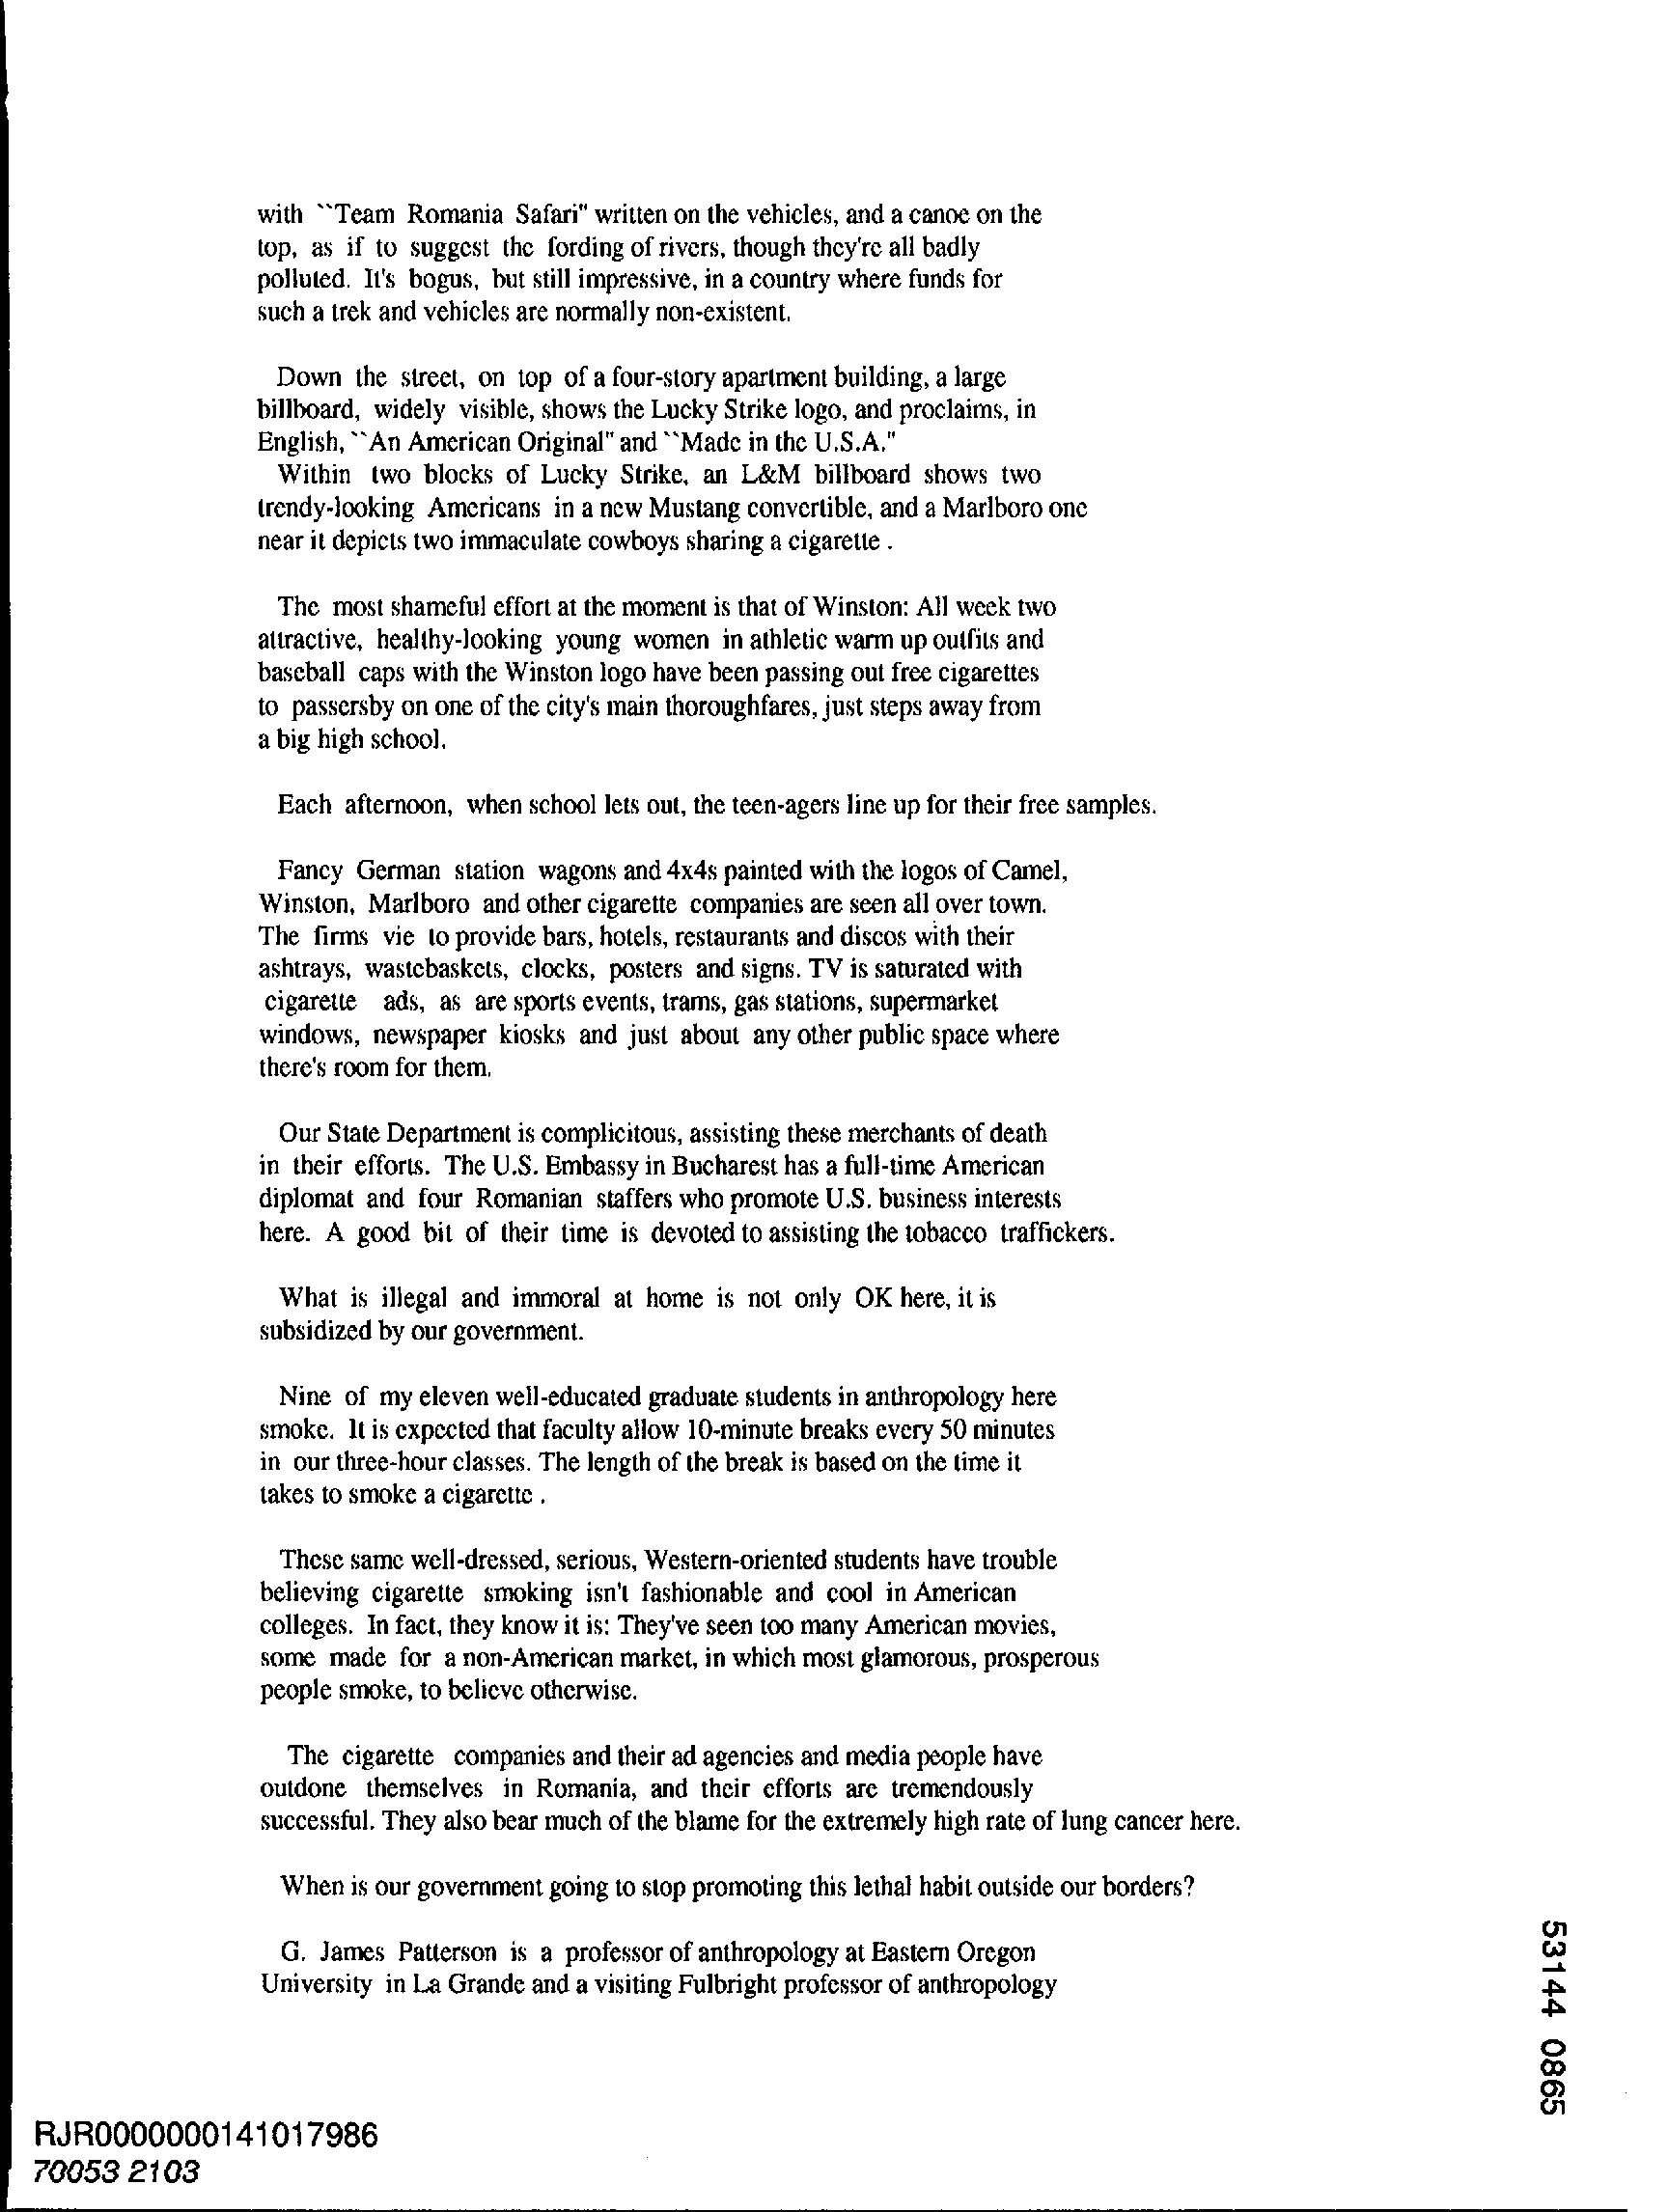 with ``Team Romania Safari" written on the vehicles, and a canoe on the
top, as if to suggest the fording of rivers, though they're all badly
polluted. It's bogus, but still impressive, in a country where funds for
such a trek and vehicles are normally non-existent.
Down the street, on top of a four-story apartment building, a large
billboard, widely visible, shows the Lucky Strike logo, and proclaims, in
English, ``An American Original" and ``Made in the U.S.A."
Within two blocks of Lucky Strike, an L&M billboard shows two
trendy-looking Americans in a new Mustang convertible, and a Marlboro one
near it depicts two immaculate cowboys sharing a cigarette .
The most shameful effort at the moment is that of Winston: All week two
attractive, healthy-looking young women in athletic warm up outfits and
baseball caps with the Winston logo have been passing out free cigarettes
to passersby on one of the city's main thoroughfares, just steps away from
a big high school.
Each afternoon, when school lets out, the teen-agers line up for their free samples.
Fancy German station wagons and 4x4s painted with the logos of Camel,
Winston, Marlboro and other cigarette companies are seen all over town.
The firms vie to provide bars, hotels, restaurants and discos with their
ashtrays, wastebaskets, clocks, posters and signs. TV is saturated with
cigarette ads, as are sports events, trams, gas stations, supermarket
windows, newspaper kiosks and just about any other public space where
there's room for them.
Our State Department is complicitous, assisting these merchants of death
in their efforts. The U.S. Embassy in Bucharest has a full-time American
diplomat and four Romanian staffers who promote U.S. business interests
here. A good bit of their time is devoted to assisting the tobacco traffickers.
What is illegal and immoral at home is not only OK here, it is
subsidized by our government.
Nine of my eleven well-educated graduate students in anthropology here
smoke. It is expected that faculty allow 10-minute breaks every 50 minutes
in our three-hour classes. The length of the break is based on the time it
takes to smoke a cigarette .
These same well-dressed, serious, Western-oriented students have trouble
believing cigarette smoking isn't fashionable and cool in American
colleges. In fact, they know it is: They've seen too many American movies,
some made for a non-American market, in which most glamorous, prosperous
people smoke, to believe otherwise.
The cigarette companies and their ad agencies and media people have
outdone themselves in Romania, and their efforts are tremendously
successful. They also bear much of the blame for the extremely high rate of lung cancer here.
When is our government going to stop promoting this lethal habit outside our borders?
G. James Patterson is a professor of anthropology at Eastern Oregon
University in La Grande and a visiting Fulbright professor of anthropology
53144 0865
RJR0000000141017986
70053 2103